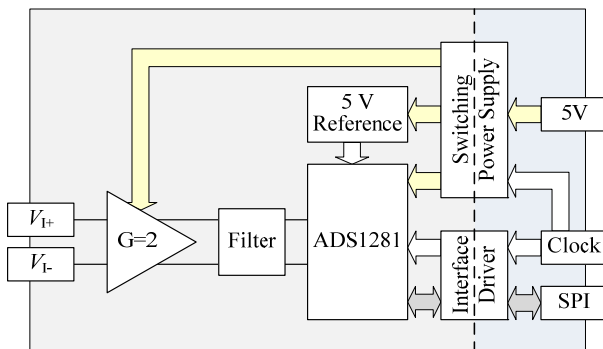 Switching
Power Supply
5 V
Reference
5V
V_I+
V_I-
G=2
Filter
ADS1281
Interface
Driver
Clock
SPI